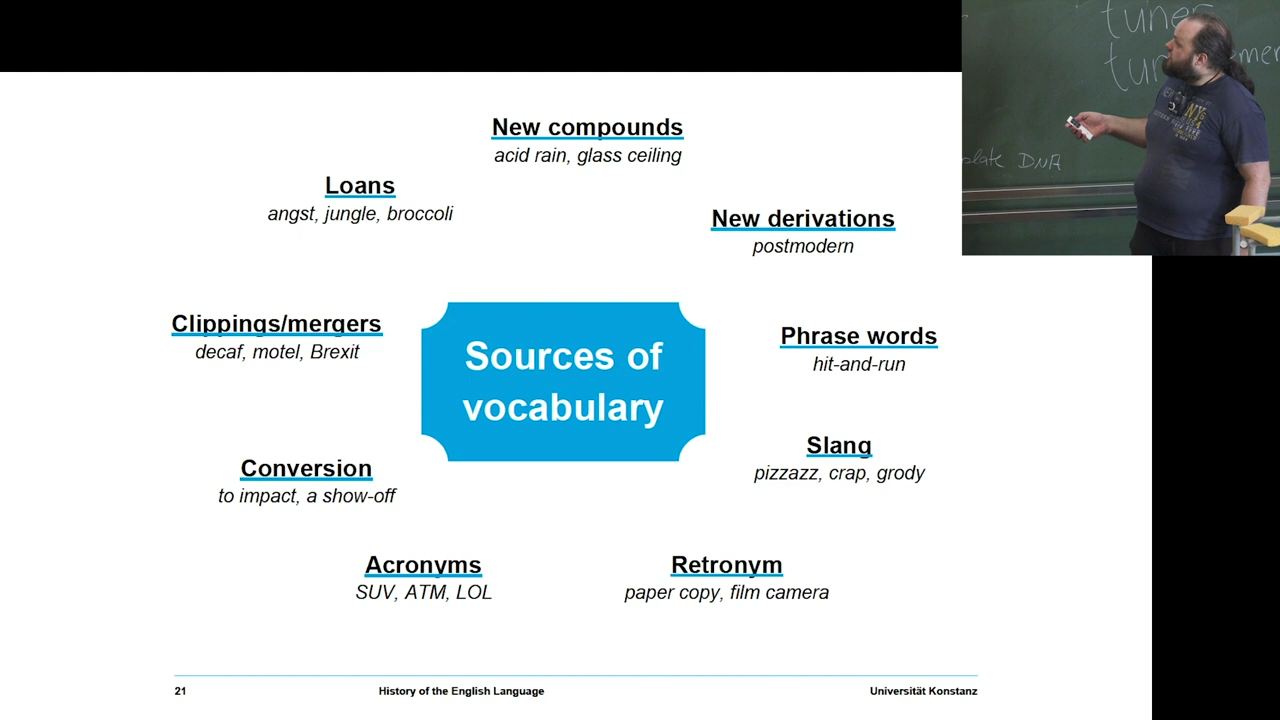 New compounds
acid rain, glass ceiling
Loans
angst, jungle, broccoli
New derivations
postmodern
Clippings/mergers
decaf, motel, Brexit
Phrase words
hit-and-run
Sources of
vocabulary
Slang
pizzazz, crap, grody
Conversion
to impact, a show-off
Acronyms
SUV, ATM, LOL
Retronym
paper copy, film camera
21
History of the English Language
Universität Konstanz
tuner
DNA
NY